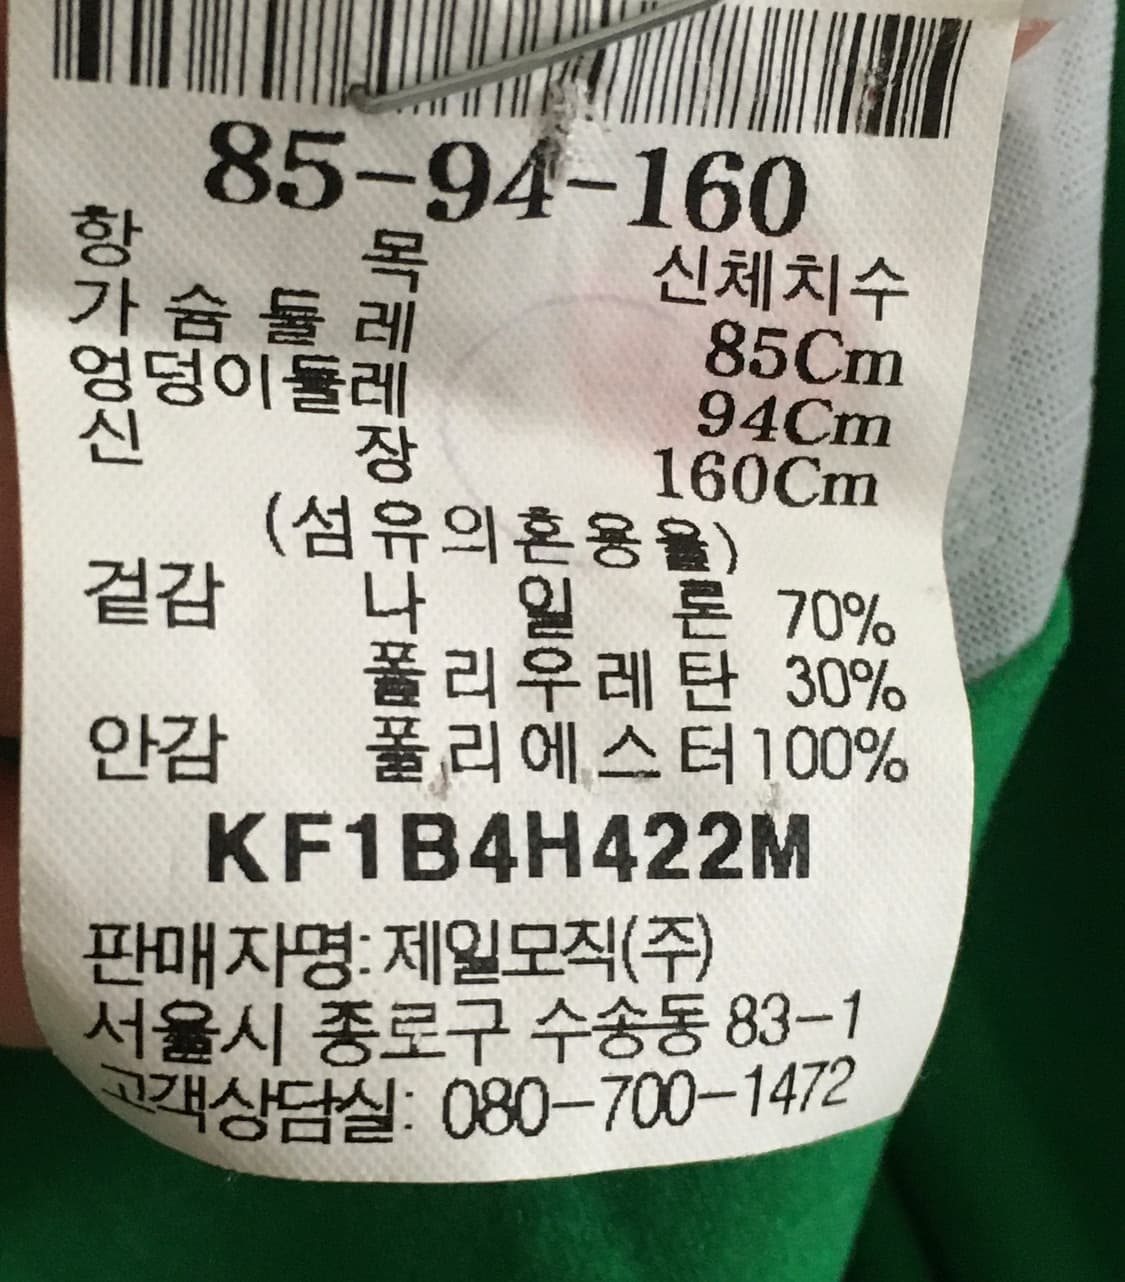 85-94-160
항 목 신체치수
가슴둘레 85Cm
엉덩이둘레 94Cm
신 장 160Cm
(섬유의혼용율)
겉감 나일론 70%
폴리우레탄 30%
안감 폴리에스터 100%
KF1B4H422M
판매자명: 제일모직(주)
서울시 종로구 수송동 83-1
고객상담실: 080-700-1472